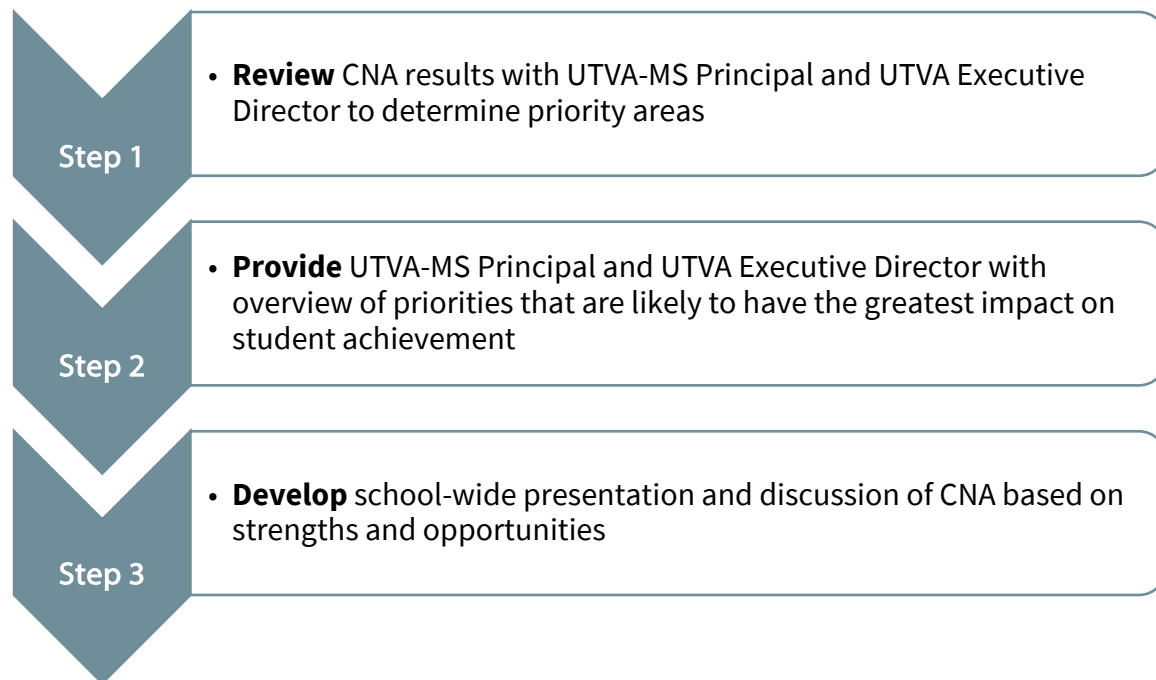 Step 1
• Review CNA results with UTVA-MS Principal and UTVA Executive
Director to determine priority areas
Step 2
• Provide UTVA-MS Principal and UTVA Executive Director with
overview of priorities that are likely to have the greatest impact on
student achievement
Step 3
• Develop school-wide presentation and discussion of CNA based on
strengths and opportunities